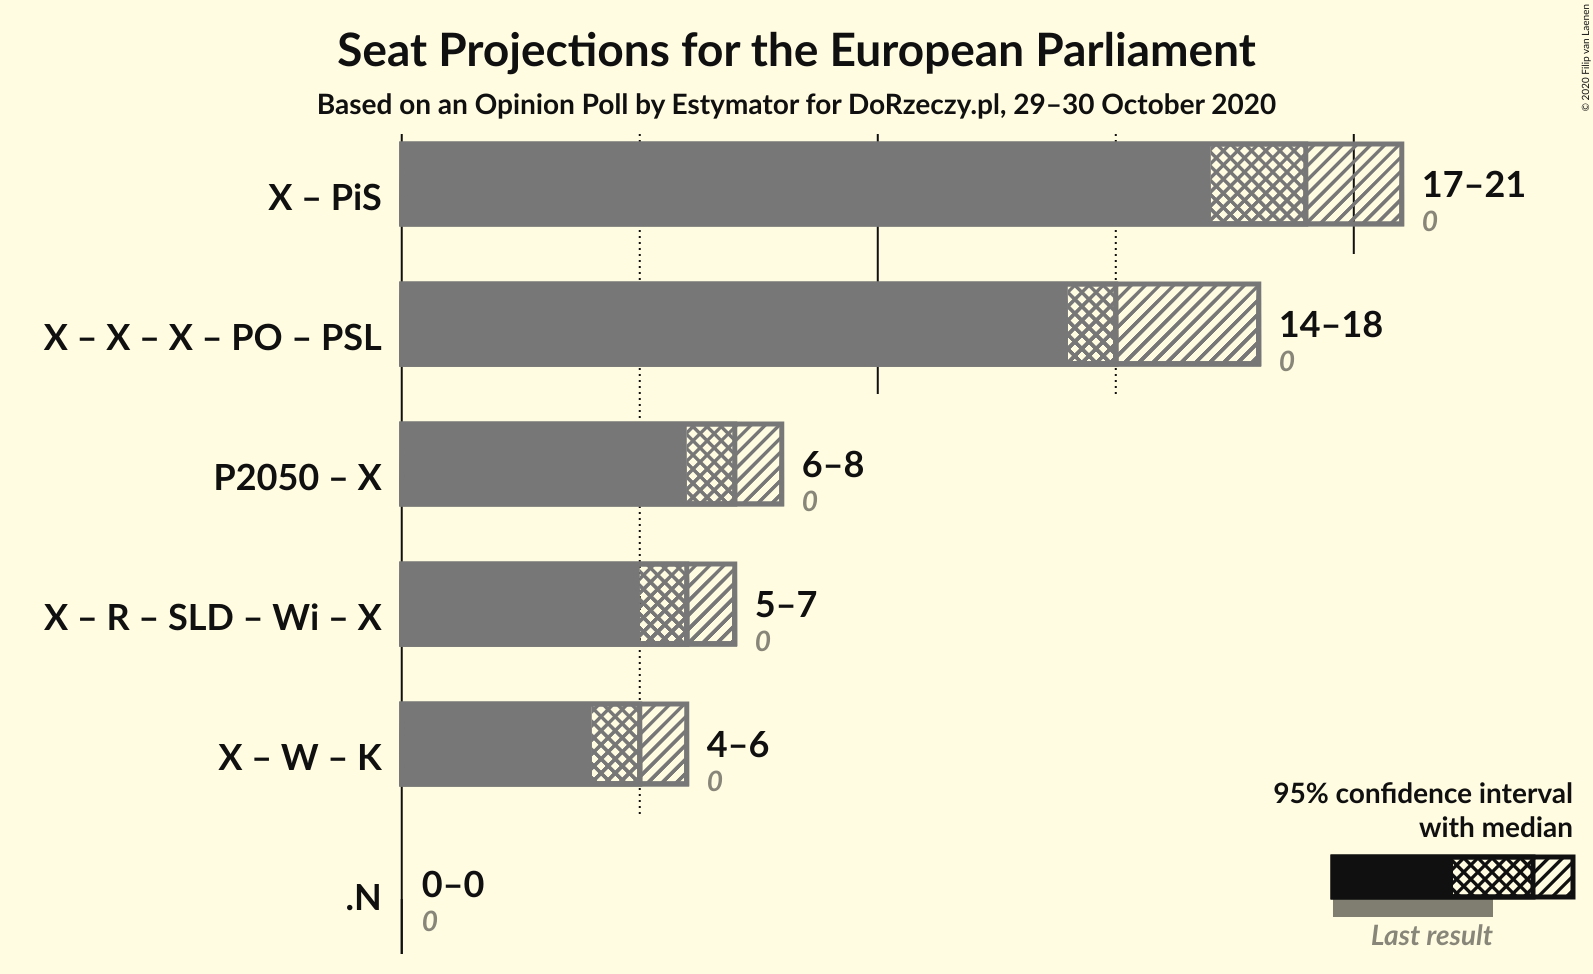 Seat Projections for the European Parliament
Based on an Opinion Poll by Estymator for DoRzeczy.pl, 29–30 October 2020
© 2020 Filip van Laenen
X – PiS
17–21
0
X – X – X – PO – PSL
14–18
0
P2050 – X
6–8
0
X – R – SLD – Wi – X
5–7
0
X – W – K
4–6
0
.N
0–0
0
95% confidence interval
with median
Last result